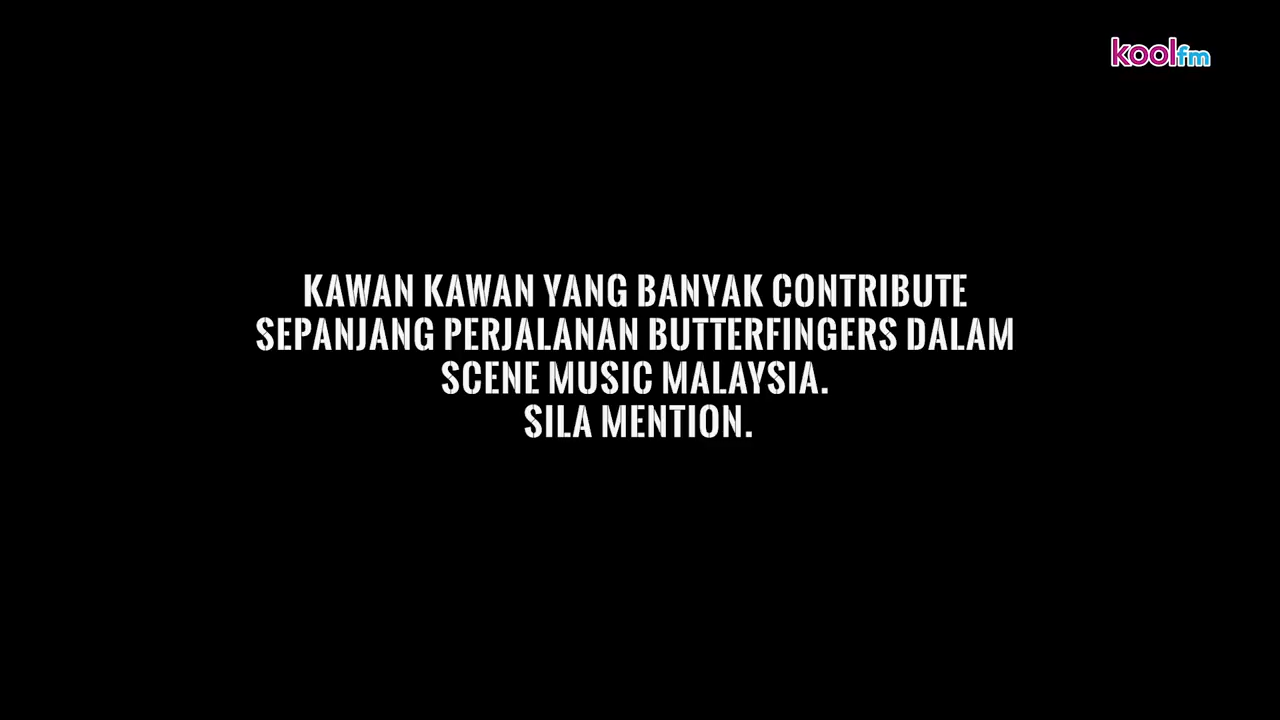 koolfm
KAWAN KAWAN YANG BANYAK CONTRIBUTE
SEPANJANG PERJALANAN BUTTERFINGERS DALAM
SCENE MUSIC MALAYSIA.
SILA MENTION.